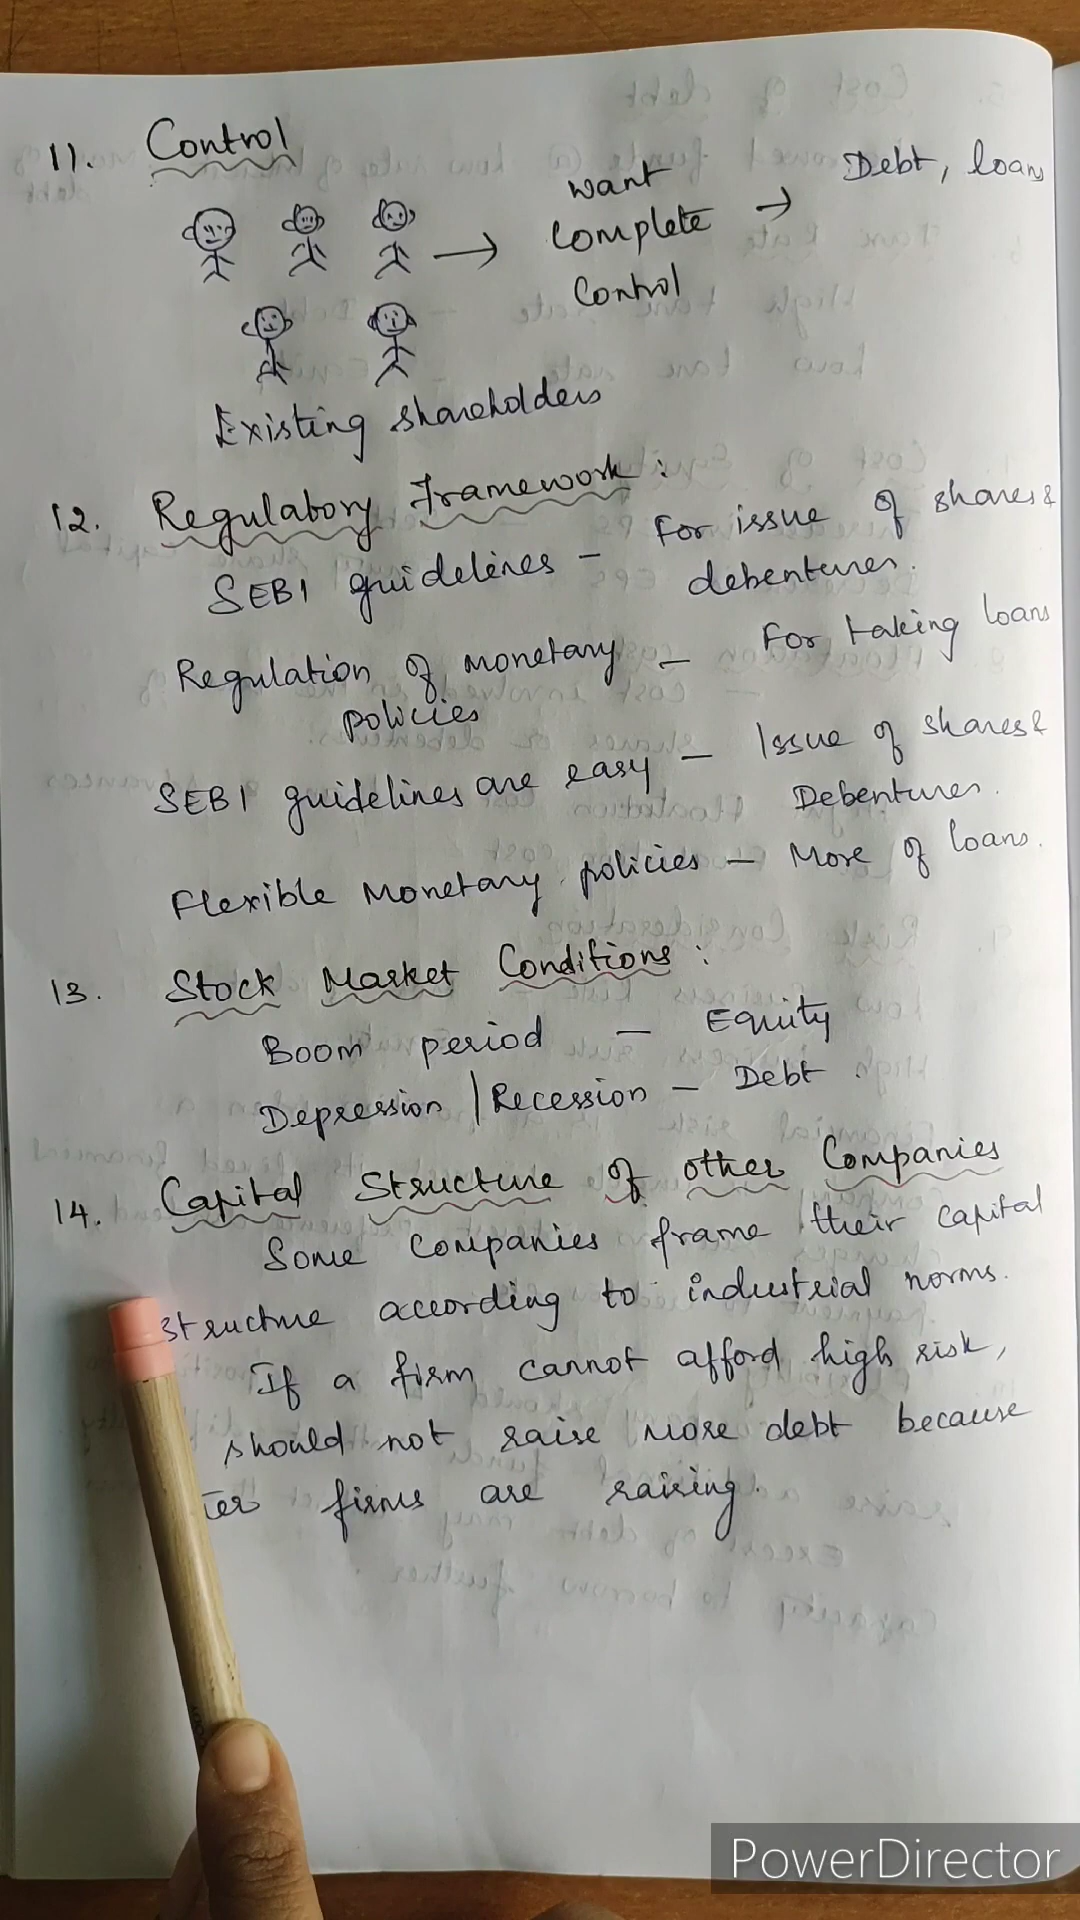 11. Control
want complete control → Debt, loans
Existing shareholders
12. Regulatory Framework :
SEBI guidelines – For issue of shares &
debentures.
Regulation of monetary – For taking loans
policies
SEBI guidelines are easy – Issue of shares &
Debentures.
Flexible Monetary policies – More of loans.
13. Stock Market Conditions :
Boom period – Equity
Depression / Recession – Debt.
14. Capital Structure of other Companies
Some companies frame their capital
structure according to industrial norms.
If a firm cannot afford high risk,
should not raise more debt because
firms are raising.
PowerDirector